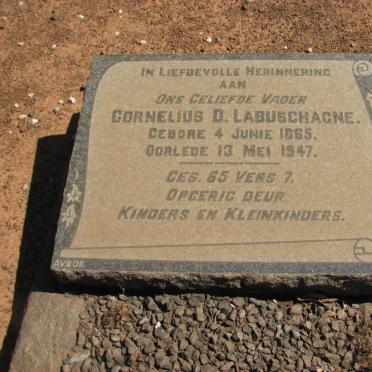 IN LIEFDEVOLLE HERINNERING
AAN
ONS GELIEFDE VADER
CORNELIUS D. LABUSCHAGNE.
GEBORE 4 JUNIE 1865.
OORLEDE 13 MEI 1947.
GES. 65 VERS 7.
OPGERIG DEUR
KINDERS EN KLEINKINDERS.